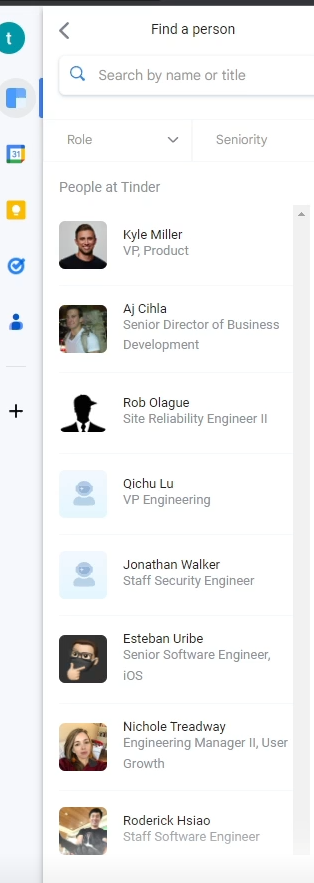 t
Find a person
Search by name or title
31
Role
Seniority
People at Tinder
Kyle Miller
VP, Product
Aj Cihla
Senior Director of Business
Development
Rob Olague
Site Reliability Engineer II
Qichu Lu
VP Engineering
Jonathan Walker
Staff Security Engineer
Esteban Uribe
Senior Software Engineer,
iOS
Nichole Treadway
Engineering Manager II, User
Growth
Roderick Hsiao
Staff Software Engineer